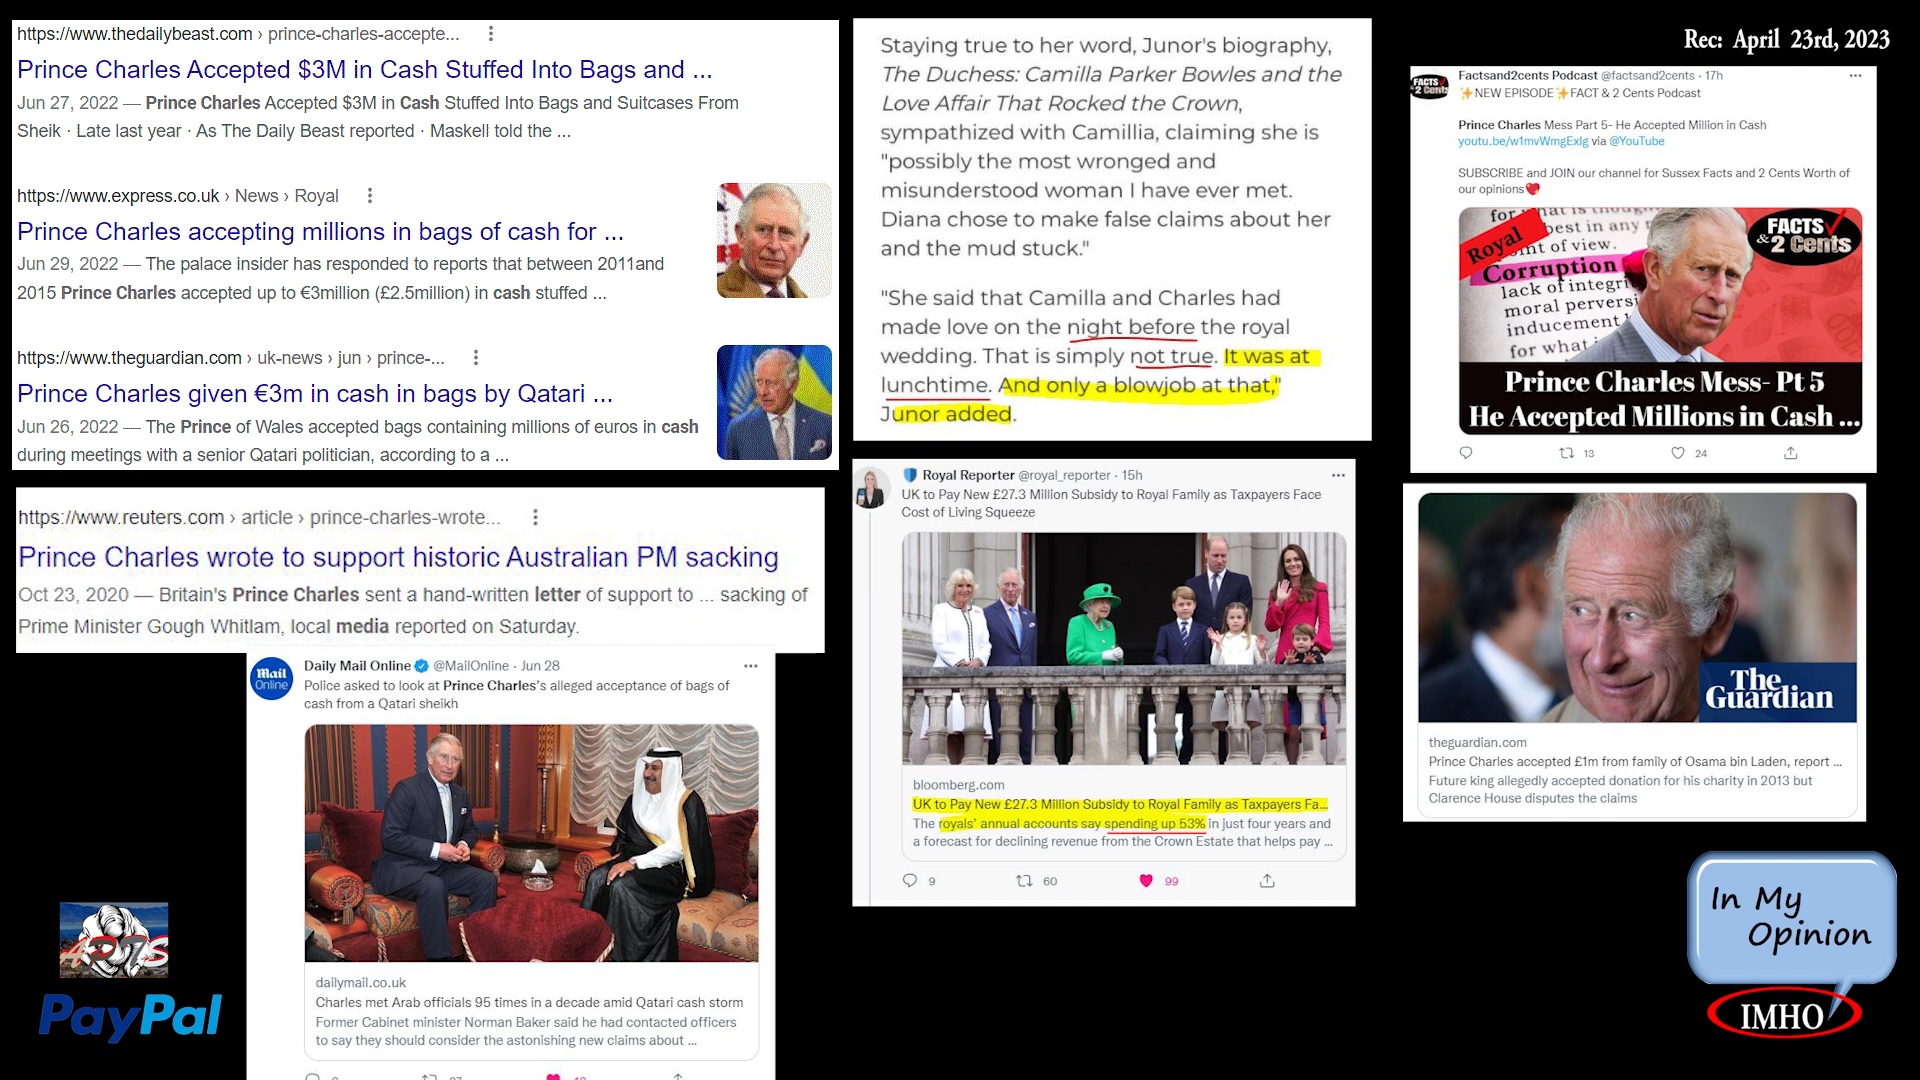 https://www.thedailybeast.com › prince-charles-accepte...
Prince Charles Accepted $3M in Cash Stuffed Into Bags and ...
Jun 27, 2022 — Prince Charles Accepted $3M in Cash Stuffed Into Bags and Suitcases From
Sheik · Late last year · As The Daily Beast reported · Maskell told the ...
https://www.express.co.uk › News › Royal
Prince Charles accepting millions in bags of cash for ...
Jun 29, 2022 — The palace insider has responded to reports that between 2011and
2015 Prince Charles accepted up to €3million (£2.5million) in cash stuffed ...
https://www.theguardian.com › uk-news › jun › prince-...
Prince Charles given €3m in cash in bags by Qatari ...
Jun 26, 2022 — The Prince of Wales accepted bags containing millions of euros in cash
during meetings with a senior Qatari politician, according to a ...
https://www.reuters.com › article › prince-charles-wrote...
Prince Charles wrote to support historic Australian PM sacking
Oct 23, 2020 — Britain's Prince Charles sent a hand-written letter of support to ... sacking of
Prime Minister Gough Whitlam, local media reported on Saturday.
Mail
Online
Daily Mail Online @MailOnline · Jun 28
Police asked to look at Prince Charles's alleged acceptance of bags of
cash from a Qatari sheikh
dailymail.co.uk
Charles met Arab officials 95 times in a decade amid Qatari cash storm
Former Cabinet minister Norman Baker said he had contacted officers
to say they should consider the astonishing new claims about ...
PayPal
Staying true to her word, Junor's biography,
The Duchess: Camilla Parker Bowles and the
Love Affair That Rocked the Crown,
sympathized with Camillia, claiming she is
"possibly the most wronged and
misunderstood woman I have ever met.
Diana chose to make false claims about her
and the mud stuck."
"She said that Camilla and Charles had
made love on the night before the royal
wedding. That is simply not true. It was at
lunchtime. And only a blowjob at that,"
Junor added.
Royal Reporter @royal_reporter · 15h
UK to Pay New £27.3 Million Subsidy to Royal Family as Taxpayers Face
Cost of Living Squeeze
bloomberg.com
UK to Pay New £27.3 Million Subsidy to Royal Family as Taxpayers Fa...
The royals' annual accounts say spending up 53% in just four years and
a forecast for declining revenue from the Crown Estate that helps pay ...
9 60 99
Rec: April 23rd, 2023
FACTS
& 2 Cents
Factsand2cents Podcast @factsand2cents · 17h
✨NEW EPISODE✨FACT & 2 Cents Podcast
Prince Charles Mess Part 5- He Accepted Million in Cash
youtu.be/w1mvWmgExlg via @YouTube
SUBSCRIBE and JOIN our channel for Sussex Facts and 2 Cents Worth of
our opinions❤️
Royal
Corruption
lack of integri
moral perversi
inducement
for what i
FACTS
& 2 Cents
Prince Charles Mess- Pt 5
He Accepted Millions in Cash ...
13 24
The
Guardian
theguardian.com
Prince Charles accepted £1m from family of Osama bin Laden, report ...
Future king allegedly accepted donation for his charity in 2013 but
Clarence House disputes the claims
In My
Opinion
IMHO